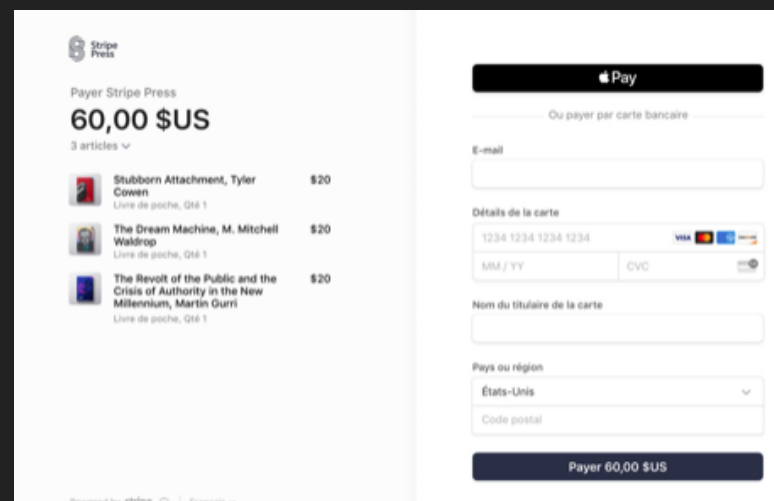 Stripe
Press
Payer Stripe Press
60,00 $US
3 articles
Stubborn Attachment, Tyler
Cowen
$20
Livre de poche, Qté 1
The Dream Machine, M. Mitchell
Waldrop
$20
Livre de poche, Qté 1
The Revolt of the Public and the
Crisis of Authority in the New
Millennium, Martin Gurri
$20
Livre de poche, Qté 1
Pay
Ou payer par carte bancaire
E-mail
Détails de la carte
1234 1234 1234 1234
VISA
MM / YY
CVC
Nom du titulaire de la carte
Pays ou région
États-Unis
Code postal
Payer 60,00 $US